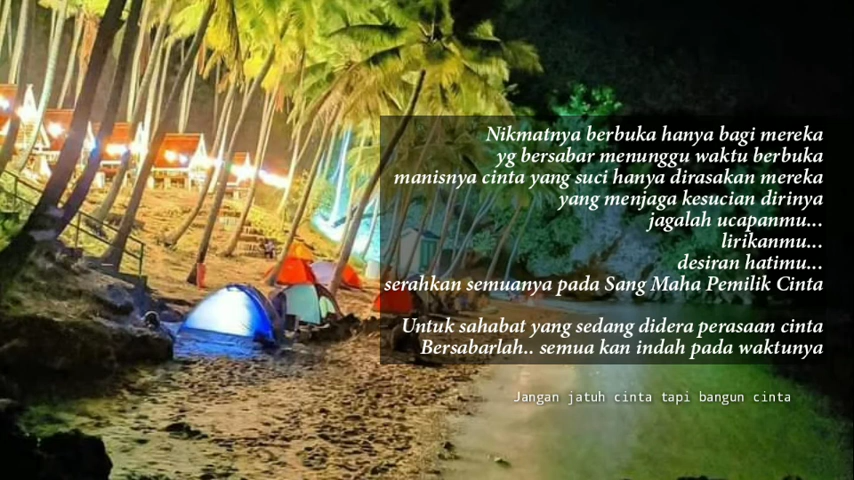 Nikmatnya berbuka hanya bagi mereka
yg bersabar menunggu waktu berbuka
manisnya cinta yang suci hanya dirasakan mereka
yang menjaga kesucian dirinya
jagalah ucapanmu...
lirikanmu...
desiran hatimu...
serahkan semuanya pada Sang Maha Pemilik Cinta
Untuk sahabat yang sedang didera perasaan cinta
Bersabarlah.. semua kan indah pada waktunya
Jangan jatuh cinta tapi bangun cinta